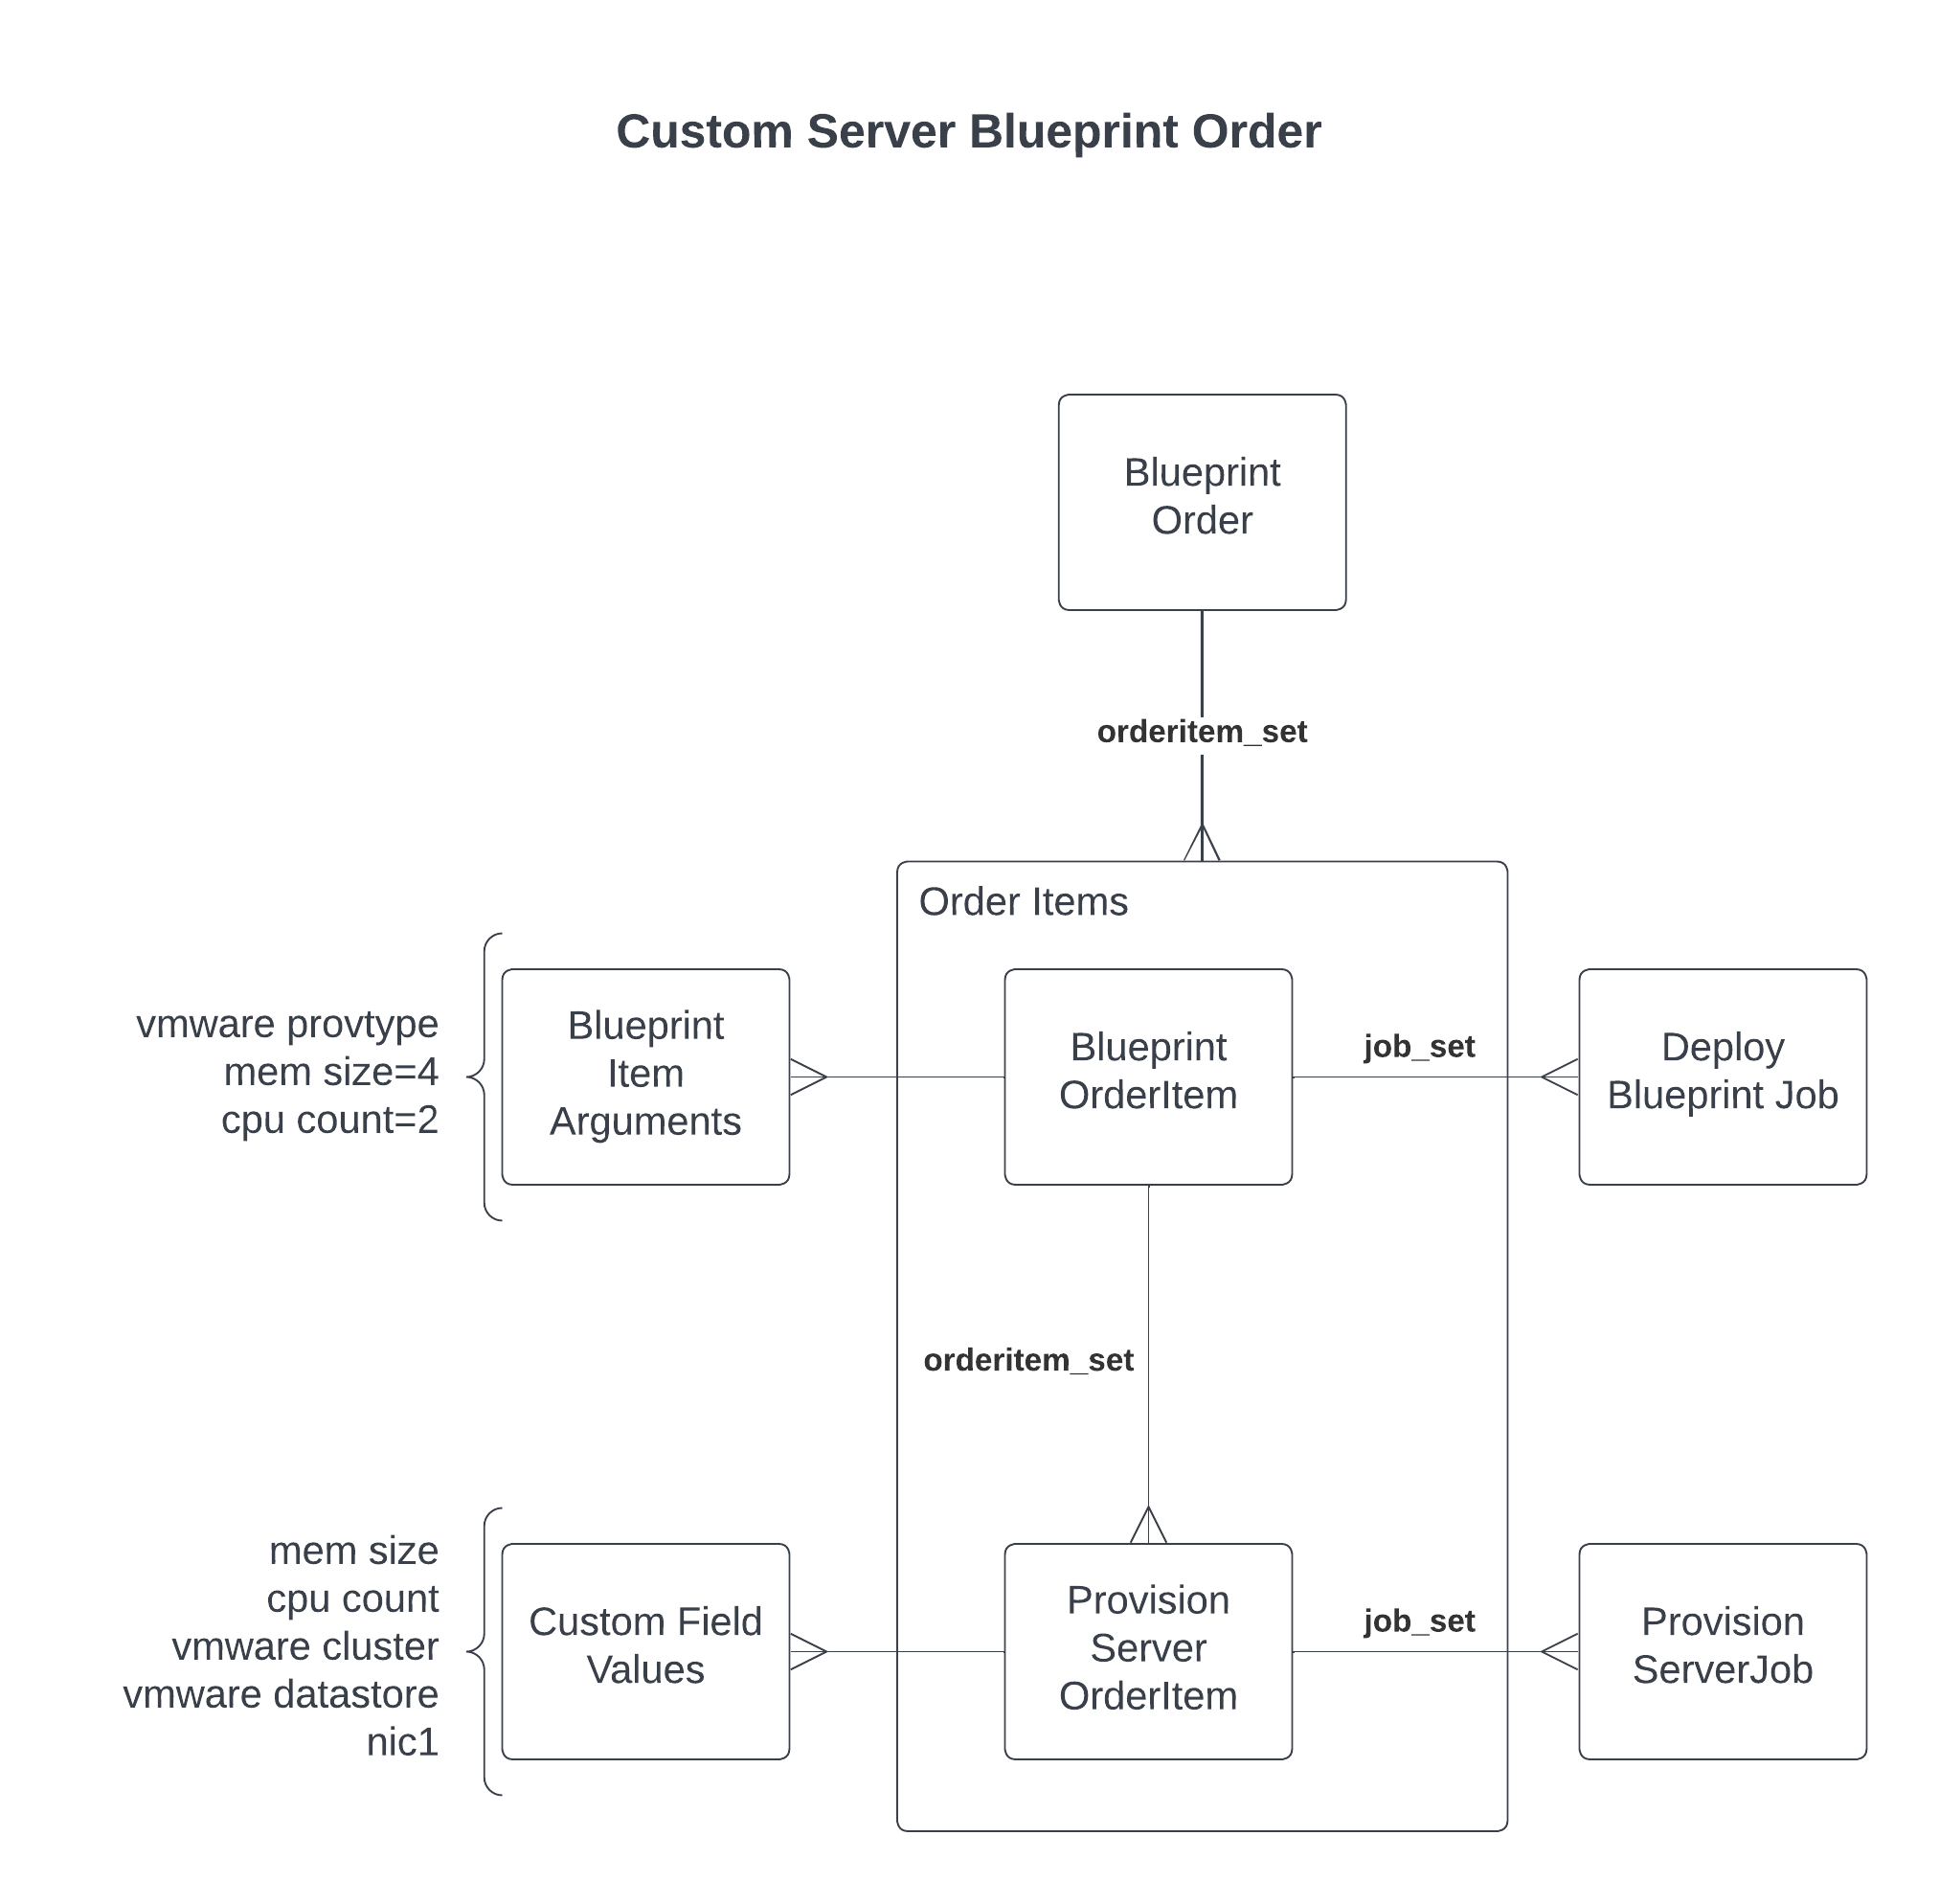 Custom Server Blueprint Order
Blueprint
Order
orderitem_set
Order Items
vmware provtype
mem size=4
cpu count=2
Blueprint
Item
Arguments
Blueprint
OrderItem
job_set
Deploy
Blueprint Job
orderitem_set
mem size
cpu count
vmware cluster
vmware datastore
nic1
Custom Field
Values
Provision
Server
OrderItem
job_set
Provision
ServerJob